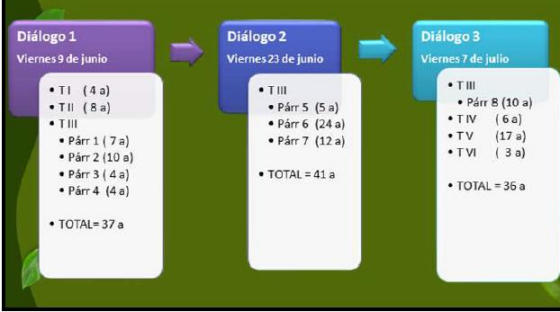 Diálogo 1
Viernes 9 de junio
• T I ( 4 a)
• T II ( 8 a)
• T III
• Párr 1 ( 7 a)
• Párr 2 (10 a)
• Párr 3 ( 4 a)
• Párr 4 (4 a)
• TOTAL= 37 a
Diálogo 2
Viernes 23 de junio
• T III
• Párr 5 (5 a)
• Párr 6 (24 a)
• Párr 7 (12 a)
• TOTAL = 41 a
Diálogo 3
Viernes 7 de julio
• T III
• Párr 8 (10 a)
• T IV ( 6 a)
• T V (17 a)
• T VI ( 3 a)
• TOTAL = 36 a